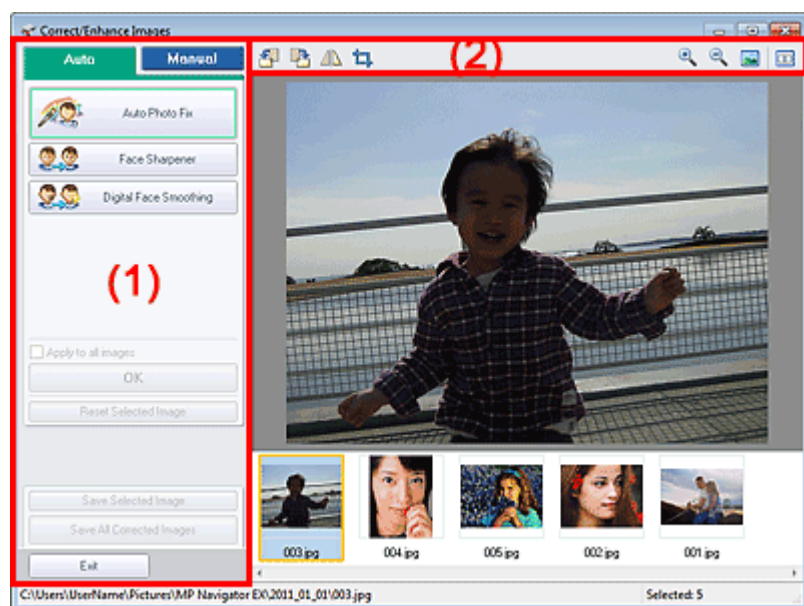 Correct/Enhance Images
Auto
Manual
(2)
Auto Photo Fix
Face Sharpener
Digital Face Smoothing
(1)
Apply to all images
OK
Reset Selected Image
Save Selected Image
Save All Corrected Images
Exit
003.jpg
004.jpg
005.jpg
002.jpg
001.jpg
C:\Users\UserName\Pictures\MP Navigator EX\2011_01_01\003.jpg
Selected: 5